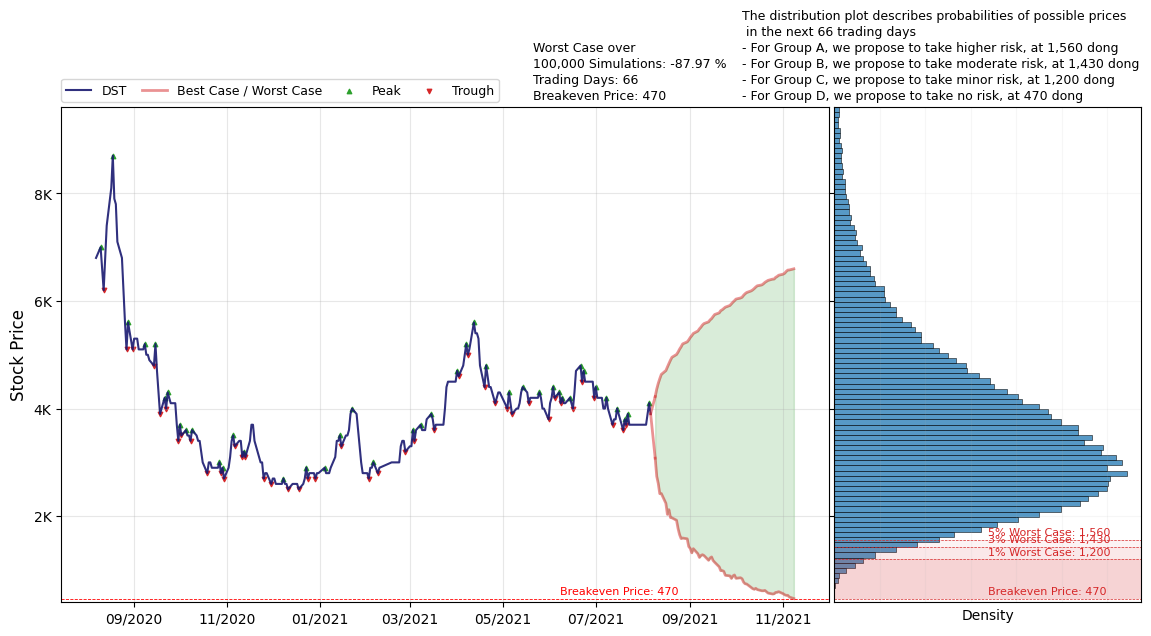 The distribution plot describes probabilities of possible prices
in the next 66 trading days
- For Group A, we propose to take higher risk, at 1,560 dong
- For Group B, we propose to take moderate risk, at 1,430 dong
- For Group C, we propose to take minor risk, at 1,200 dong
- For Group D, we propose to take no risk, at 470 dong
Worst Case over
100,000 Simulations: -87.97 %
Trading Days: 66
Breakeven Price: 470
DST
Best Case / Worst Case
Peak
Trough
Stock Price
8K
6K
4K
2K
Breakeven Price: 470
09/2020
11/2020
01/2021
03/2021
05/2021
07/2021
09/2021
11/2021
5% Worst Case: 1,560
3% Worst Case: 1,430
1% Worst Case: 1,200
Breakeven Price: 470
Density